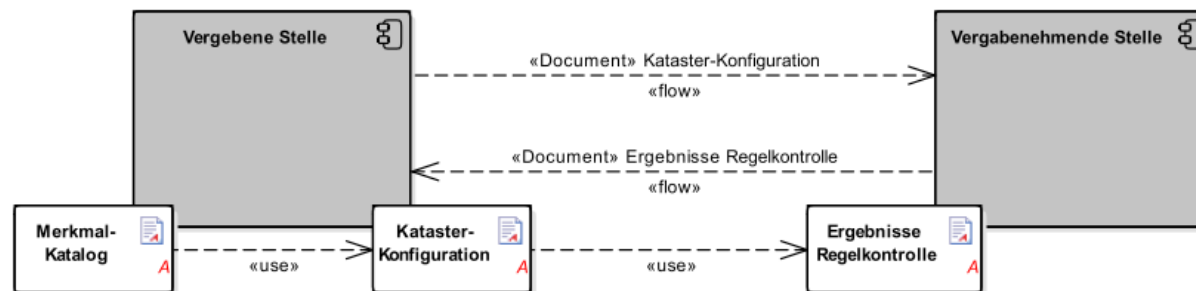 Vergebene Stelle
Vergabenehmende Stelle
«Document» Kataster-Konfiguration
«flow»
«Document» Ergebnisse Regelkontrolle
«flow»
Merkmal-
Katalog
A
«use»
Kataster-
Konfiguration
A
«use»
Ergebnisse
Regelkontrolle
A